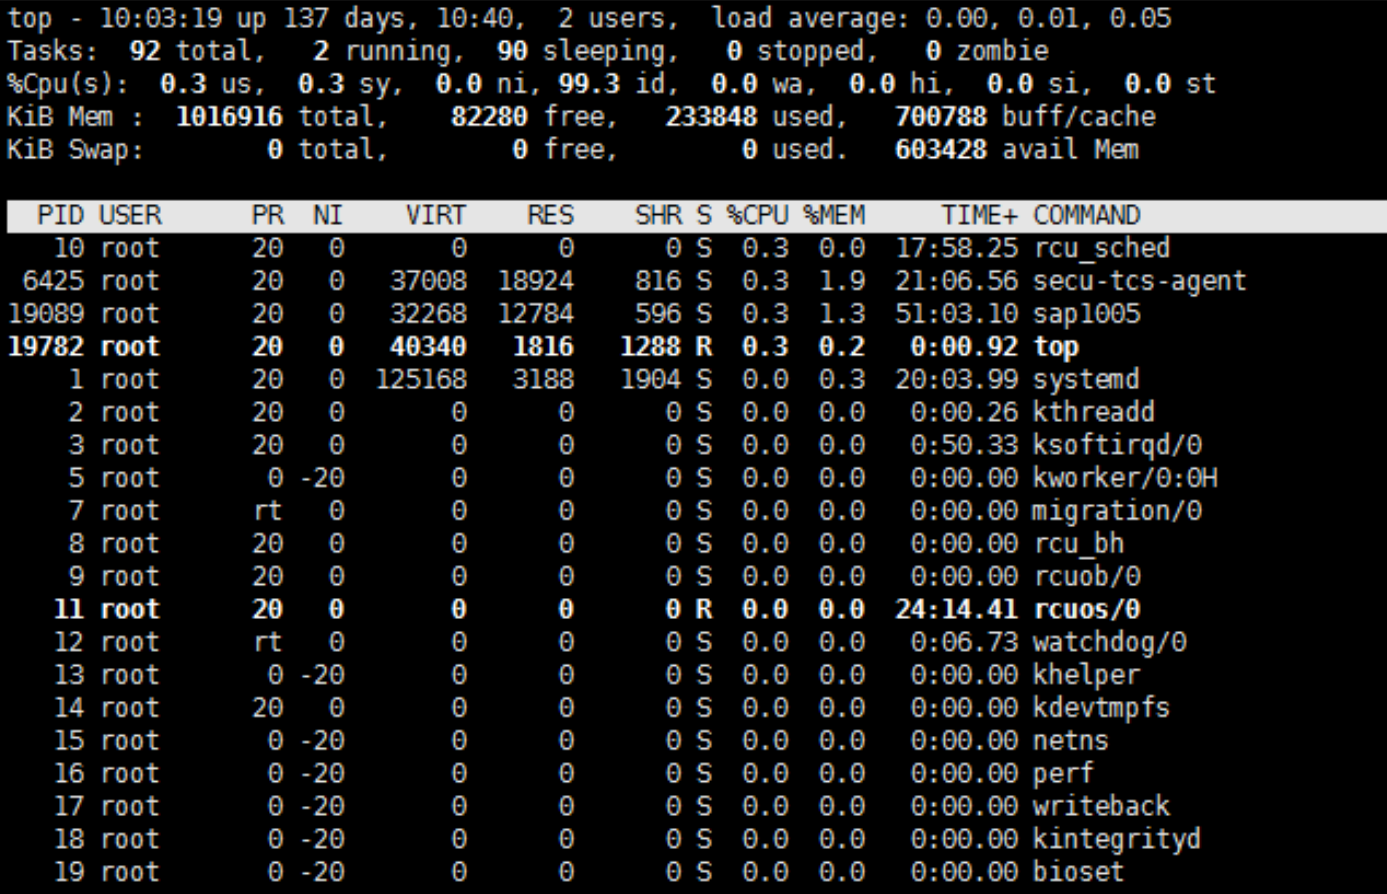 top - 10:03:19 up 137 days, 10:40,  2 users,  load average: 0.00, 0.01, 0.05
Tasks:  92 total,   2 running,  90 sleeping,   0 stopped,   0 zombie
%Cpu(s):  0.3 us,  0.3 sy,  0.0 ni, 99.3 id,  0.0 wa,  0.0 hi,  0.0 si,  0.0 st
KiB Mem :  1016916 total,    82280 free,   233848 used,   700788 buff/cache
KiB Swap:        0 total,        0 free,        0 used.   603428 avail Mem
  PID USER      PR  NI    VIRT    RES    SHR S %CPU %MEM     TIME+ COMMAND
   10 root      20   0       0      0      0 S  0.3  0.0  17:58.25 rcu_sched
 6425 root      20   0   37008  18924    816 S  0.3  1.9  21:06.56 secu-tcs-agent
19089 root      20   0   32268  12784    596 S  0.3  1.3  51:03.10 sap1005
19782 root      20   0   40340   1816   1288 R  0.3  0.2   0:00.92 top
    1 root      20   0  125168   3188   1904 S  0.0  0.3  20:03.99 systemd
    2 root      20   0       0      0      0 S  0.0  0.0   0:00.26 kthreadd
    3 root      20   0       0      0      0 S  0.0  0.0   0:50.33 ksoftirqd/0
    5 root       0 -20       0      0      0 S  0.0  0.0   0:00.00 kworker/0:0H
    7 root      rt   0       0      0      0 S  0.0  0.0   0:00.00 migration/0
    8 root      20   0       0      0      0 S  0.0  0.0   0:00.00 rcu_bh
    9 root      20   0       0      0      0 S  0.0  0.0   0:00.00 rcuob/0
   11 root      20   0       0      0      0 R  0.0  0.0  24:14.41 rcuos/0
   12 root      rt   0       0      0      0 S  0.0  0.0   0:06.73 watchdog/0
   13 root       0 -20       0      0      0 S  0.0  0.0   0:00.00 khelper
   14 root      20   0       0      0      0 S  0.0  0.0   0:00.00 kdevtmpfs
   15 root       0 -20       0      0      0 S  0.0  0.0   0:00.00 netns
   16 root       0 -20       0      0      0 S  0.0  0.0   0:00.00 perf
   17 root       0 -20       0      0      0 S  0.0  0.0   0:00.00 writeback
   18 root       0 -20       0      0      0 S  0.0  0.0   0:00.00 kintegrityd
   19 root       0 -20       0      0      0 S  0.0  0.0   0:00.00 bioset